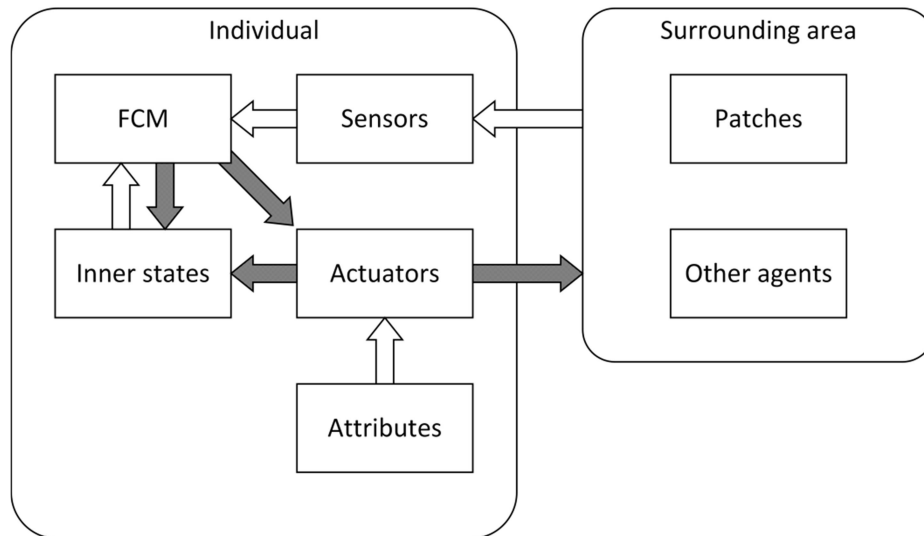 Individual
Surrounding area
FCM
Sensors
Patches
Inner states
Actuators
Other agents
Attributes